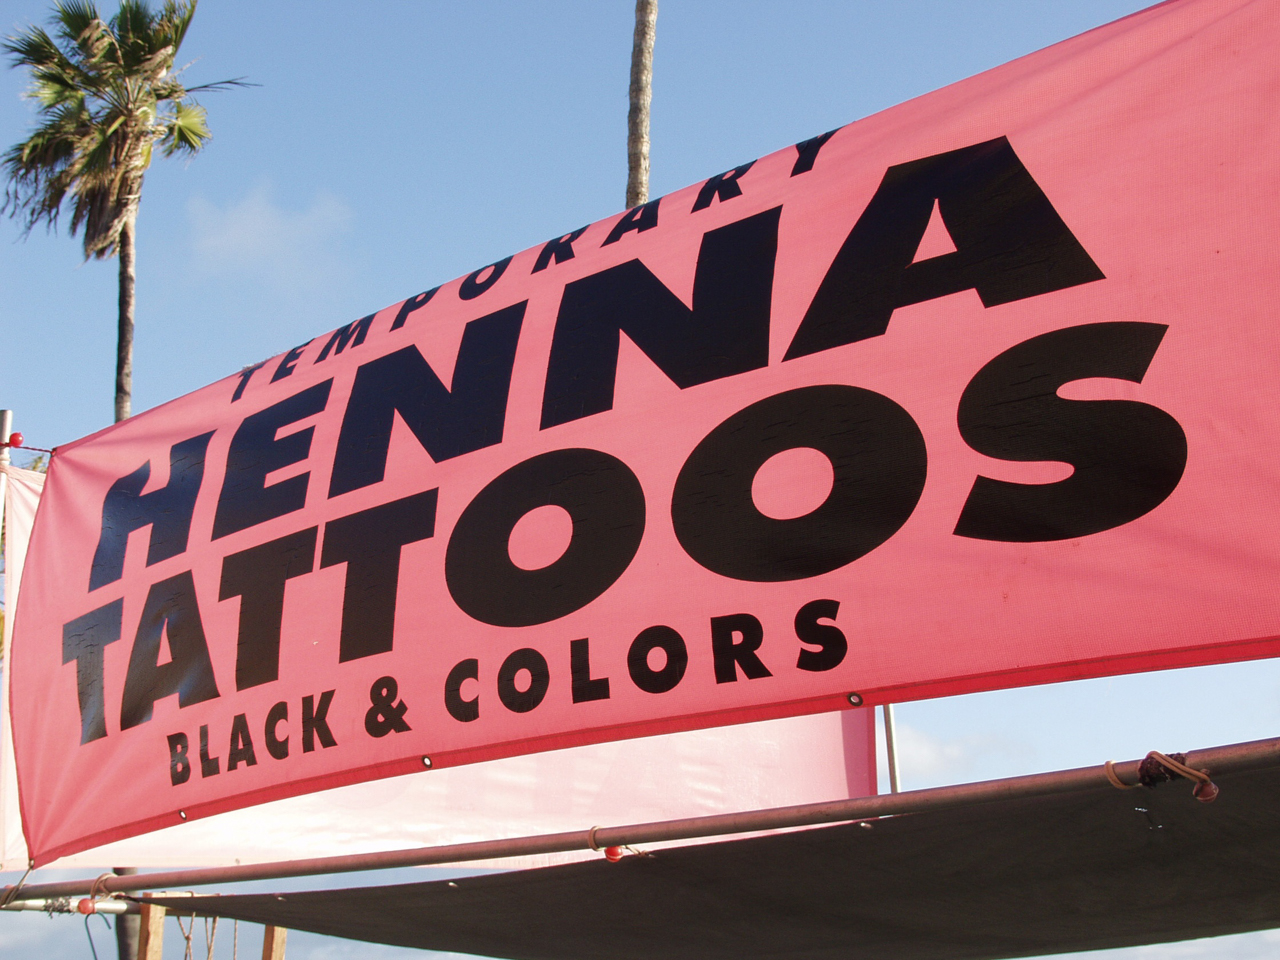 TEMPORARY
HENNA
TATTOOS
BLACK & COLORS